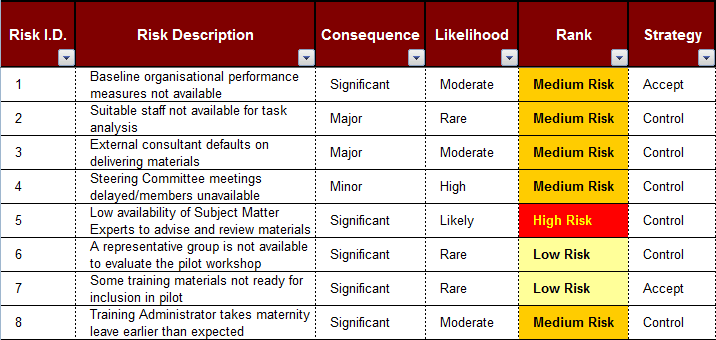 Risk I.D. Risk Description Consequence Likelihood Rank Strategy
1 Baseline organisational performance measures not available Significant Moderate Medium Risk Accept
2 Suitable staff not available for task analysis Major Rare Medium Risk Control
3 External consultant defaults on delivering materials Major Moderate Medium Risk Control
4 Steering Committee meetings delayed/members unavailable Minor High Medium Risk Control
5 Low availability of Subject Matter Experts to advise and review materials Significant Likely High Risk Control
6 A representative group is not available to evaluate the pilot workshop Significant Rare Low Risk Control
7 Some training materials not ready for inclusion in pilot Significant Rare Low Risk Accept
8 Training Administrator takes maternity leave earlier than expected Significant Moderate Medium Risk Control